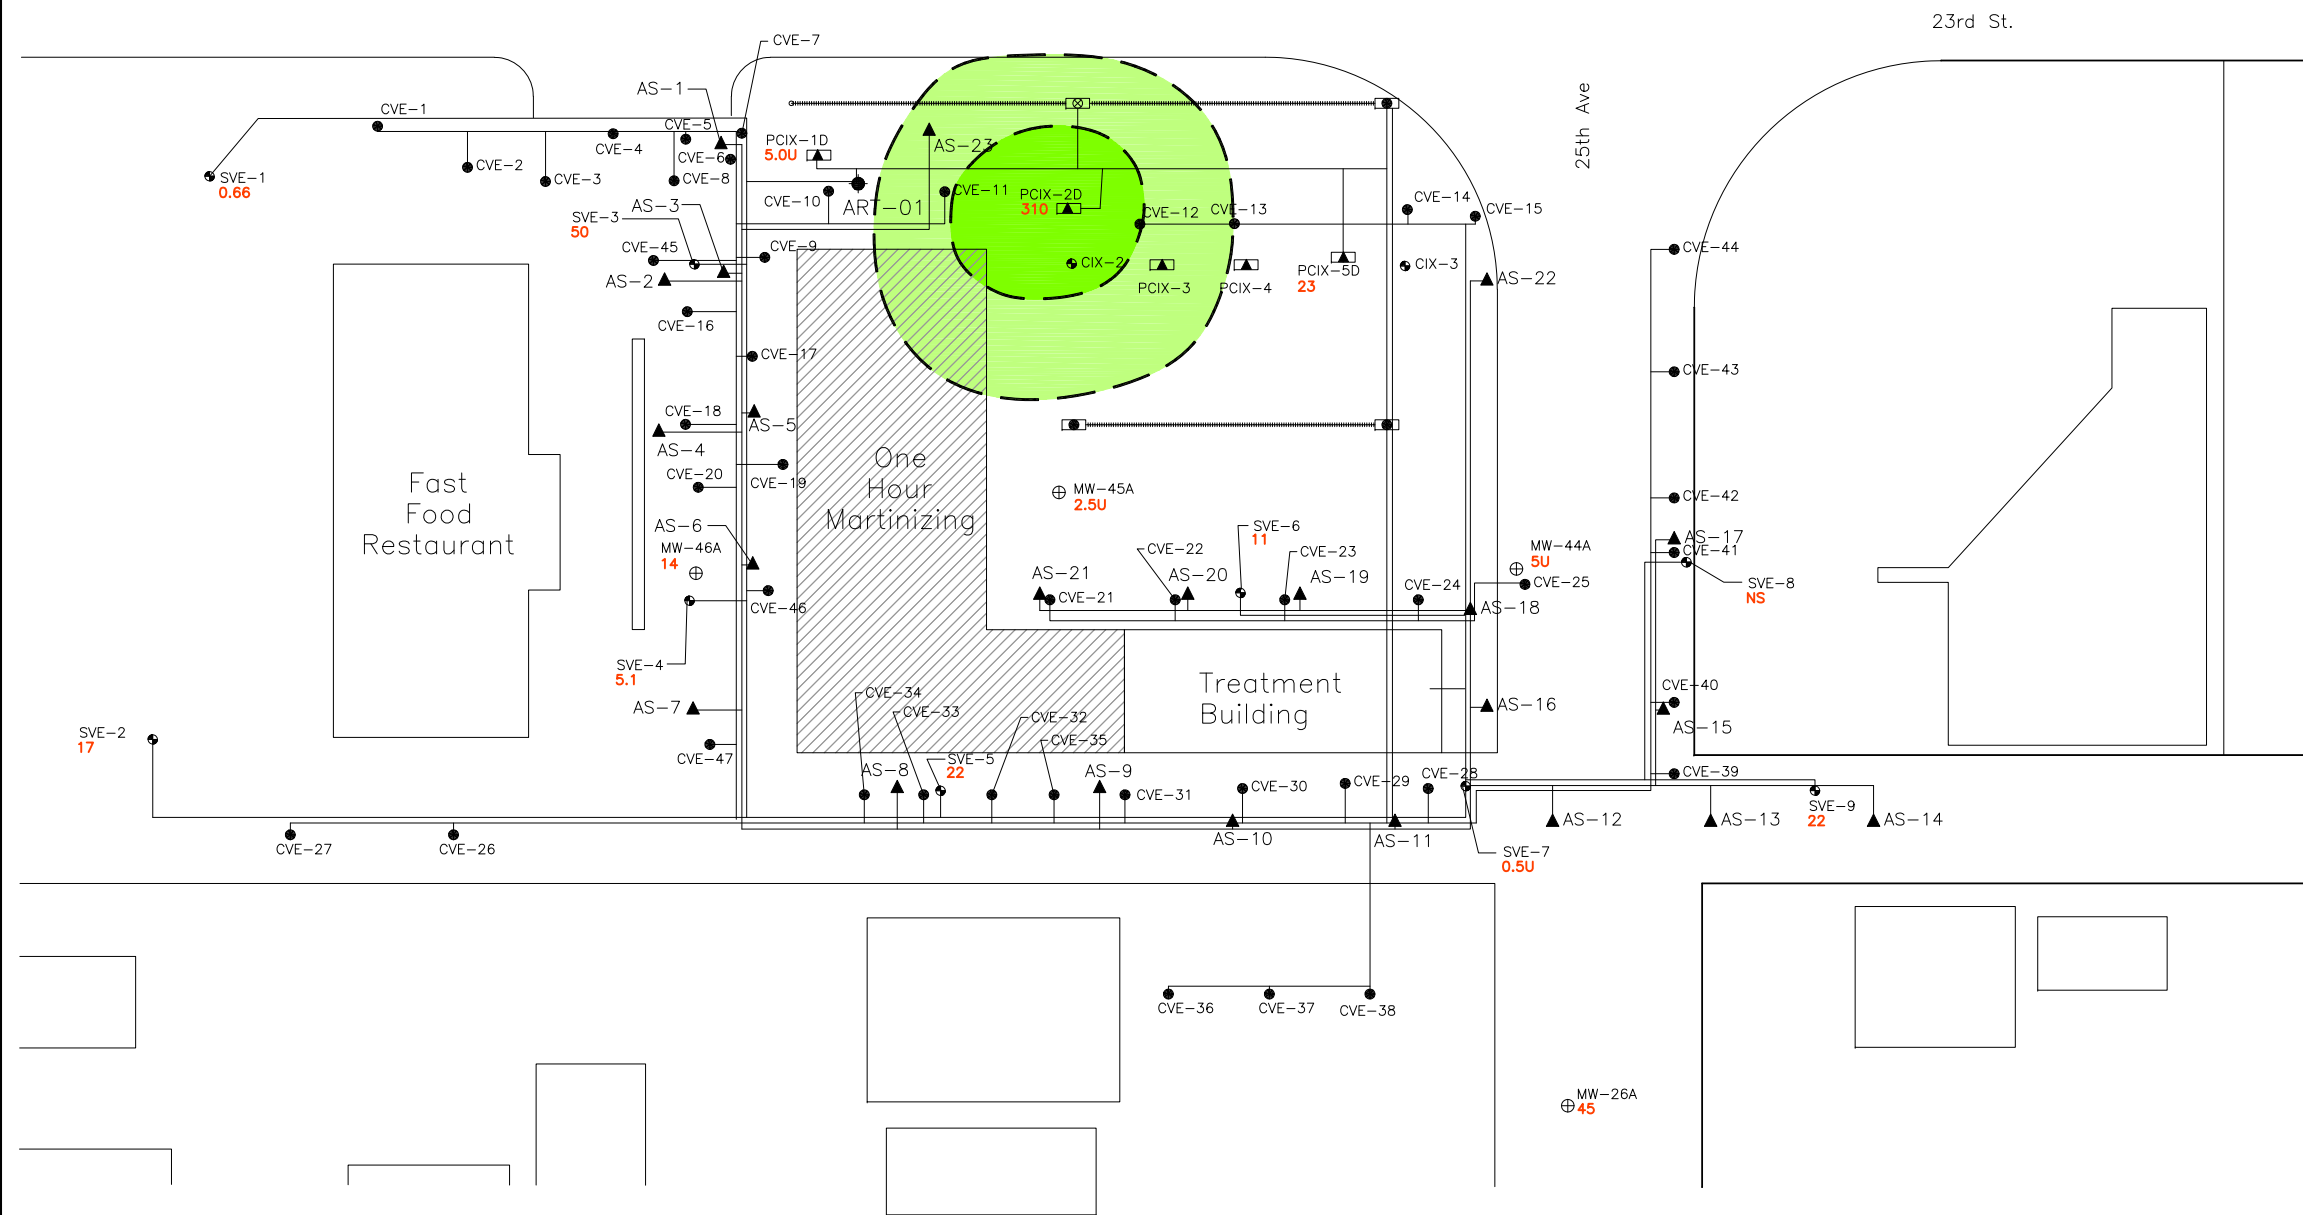 23rd St.
25th Ave
CVE-7
AS-1
CVE-1
CVE-5
CVE-4
CVE-6
CVE-2
CVE-3
CVE-8
SVE-1
0.66
PCIX-1D
5.0U
AS-23
CVE-10
ART-01
CVE-11
PCIX-2D
310
CVE-12
CVE-13
CVE-14
CVE-15
AS-3
SVE-3
50
CVE-45
CVE-9
AS-2
CIX-2
PCIX-3
PCIX-4
PCIX-5D
23
CIX-3
AS-22
CVE-44
CVE-16
CVE-17
CVE-43
CVE-18
AS-5
AS-4
CVE-20
CVE-19
Fast
Food
Restaurant
One
Hour
Martinizing
MW-45A
2.5U
CVE-42
AS-6
MW-46A
14
SVE-6
11
CVE-22
CVE-23
AS-21
AS-20
AS-19
CVE-21
CVE-24
MW-44A
5U
CVE-25
AS-18
AS-17
CVE-41
SVE-8
NS
CVE-46
SVE-4
5.1
AS-7
CVE-47
CVE-34
CVE-33
CVE-32
CVE-35
Treatment
Building
AS-16
CVE-40
AS-15
SVE-2
17
AS-8
SVE-5
22
AS-9
CVE-31
CVE-30
CVE-29
CVE-28
CVE-39
SVE-9
22
AS-10
AS-11
AS-12
AS-13
AS-14
SVE-7
0.5U
CVE-27
CVE-26
CVE-36
CVE-37
CVE-38
MW-26A
45